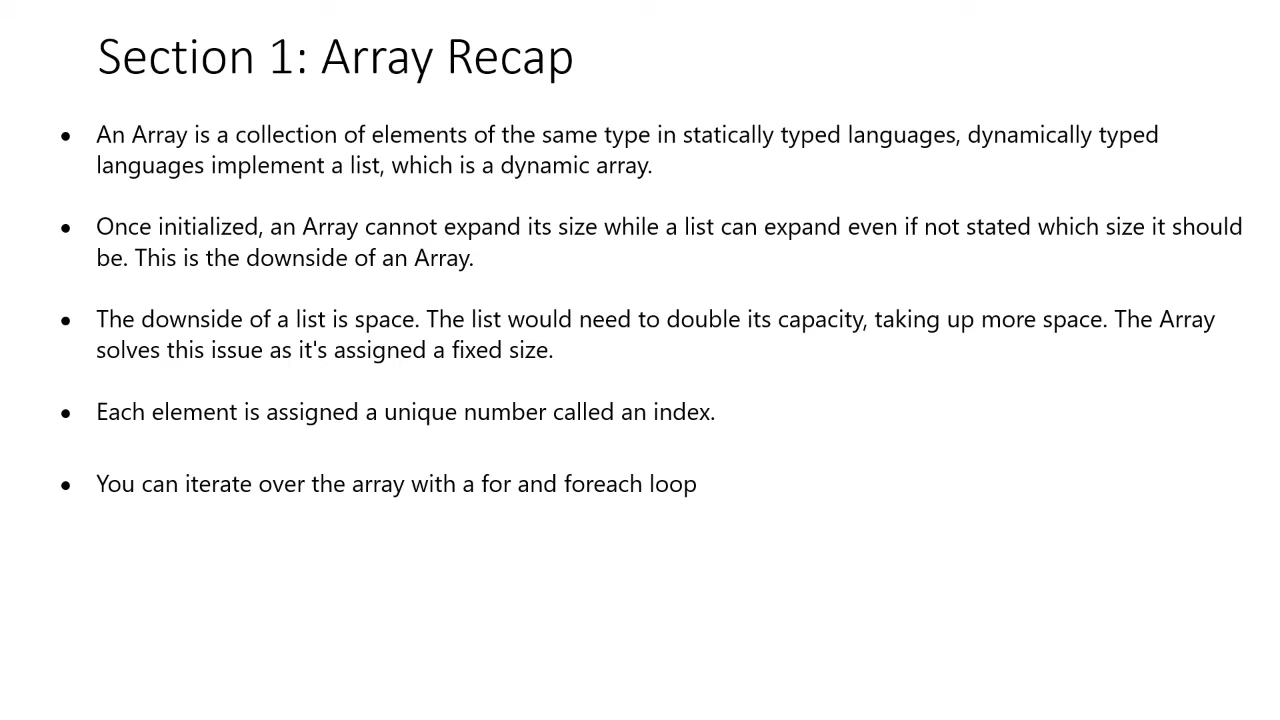 Section 1: Array Recap
● An Array is a collection of elements of the same type in statically typed languages, dynamically typed
languages implement a list, which is a dynamic array.
● Once initialized, an Array cannot expand its size while a list can expand even if not stated which size it should
be. This is the downside of an Array.
● The downside of a list is space. The list would need to double its capacity, taking up more space. The Array
solves this issue as it's assigned a fixed size.
● Each element is assigned a unique number called an index.
● You can iterate over the array with a for and foreach loop